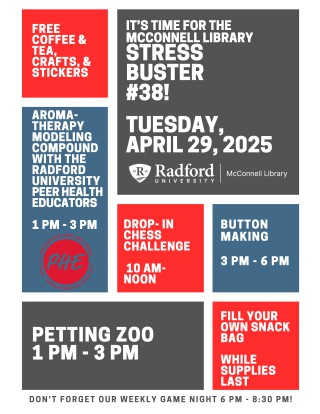 FREE
COFFEE &
TEA,
CRAFTS, &
STICKERS
IT'S TIME FOR THE
MCCONNELL LIBRARY
STRESS
BUSTER
#38!
TUESDAY,
APRIL 29, 2025
R
Radford
UNIVERSITY
McConnell Library
AROMA-
THERAPY
MODELING
COMPOUND
WITH THE
RADFORD
UNIVERSITY
PEER HEALTH
EDUCATORS
1 PM - 3 PM
PHE
DROP- IN
CHESS
CHALLENGE
10 AM-
NOON
BUTTON
MAKING
3 PM - 6 PM
PETTING ZOO
1 PM - 3 PM
FILL YOUR
OWN SNACK
BAG
WHILE
SUPPLIES
LAST
DON'T FORGET OUR WEEKLY GAME NIGHT 6 PM - 8:30 PM!